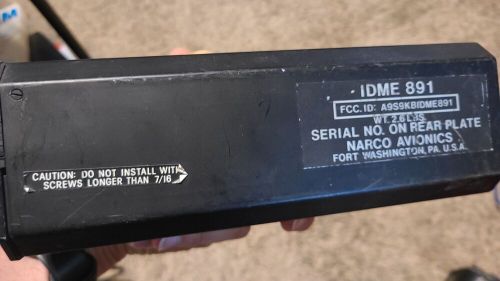 IDME 891
FCC. ID: A9S9KBIDME891
WT. 2.6 LBS
SERIAL NO. ON REAR PLATE
NARCO AVIONICS
FORT WASHINGTON, PA. U.S.A.
CAUTION: DO NOT INSTALL WITH
SCREWS LONGER THAN 7/16